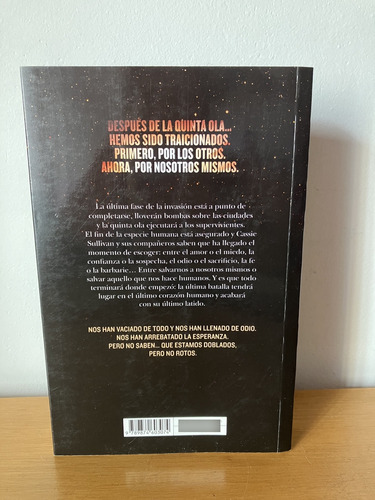 DESPUÉS DE LA QUINTA OLA...
HEMOS SIDO TRAICIONADOS.
PRIMERO, POR LOS OTROS.
AHORA, POR NOSOTROS MISMOS.
La última fase de la invasión está a punto de
completarse, lloverán bombas sobre las ciudades
y la quinta ola ejecutará a los supervivientes.
El fin de la especie humana está asegurado y Cassie
Sullivan y sus compañeros saben que ha llegado el
momento de escoger: entre el amor o el miedo, la
confianza o la sospecha, el odio o el sacrificio, la fe
o la barbarie... Entre salvarnos a nosotros mismos o
salvar aquello que nos hace humanos. Y es que todo
terminará donde empezó: la última batalla tendrá
lugar en el último corazón humano y acabará
con su último latido.
NOS HAN VACIADO DE TODO Y NOS HAN LLENADO DE ODIO.
NOS HAN ARREBATADO LA ESPERANZA.
PERO NO SABEN... QUE ESTAMOS DOBLADOS,
PERO NO ROTOS.